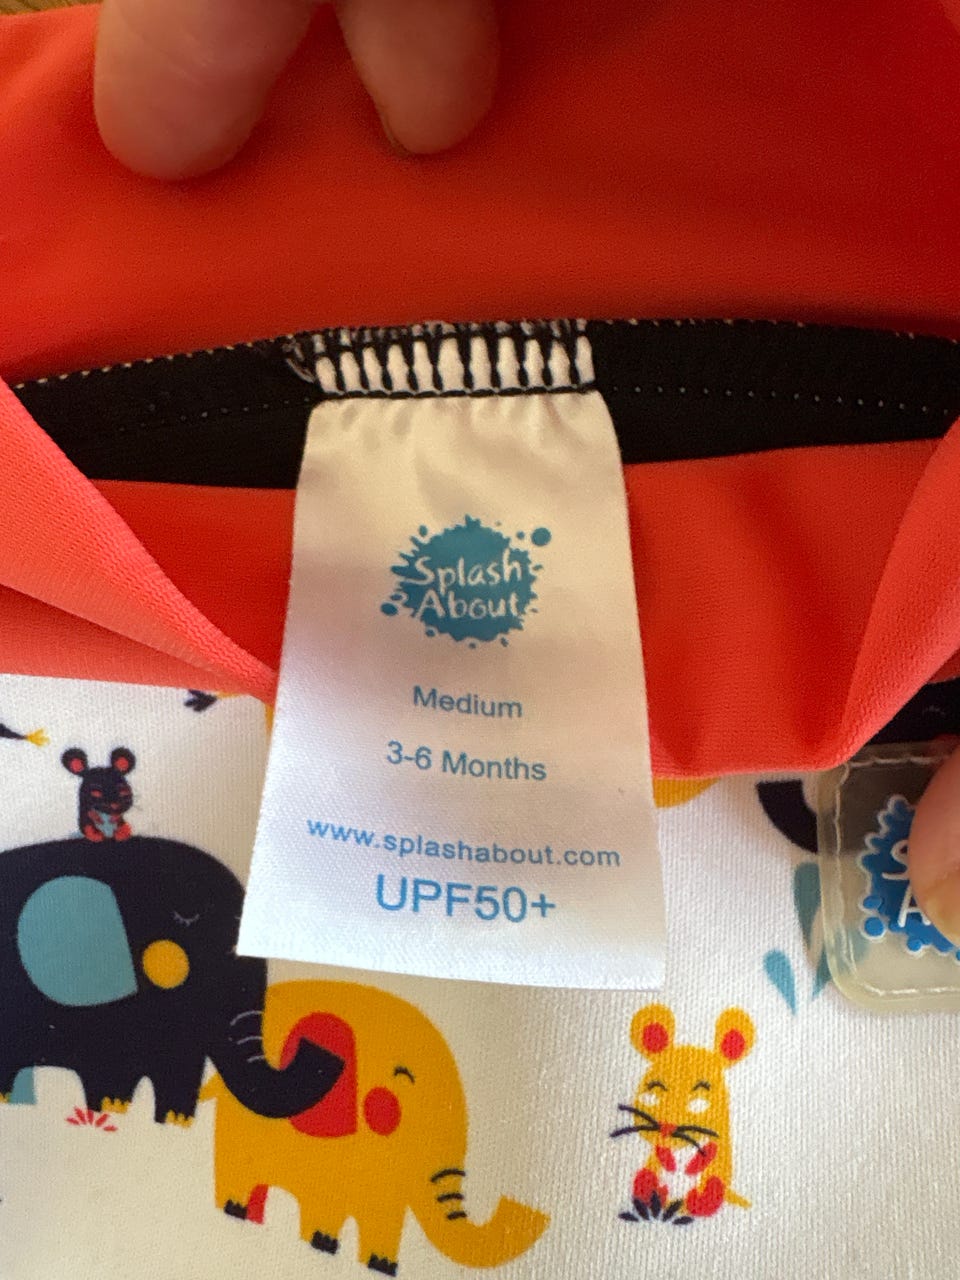 Splash
About
Medium
3-6 Months
www.splashabout.com
UPF50+